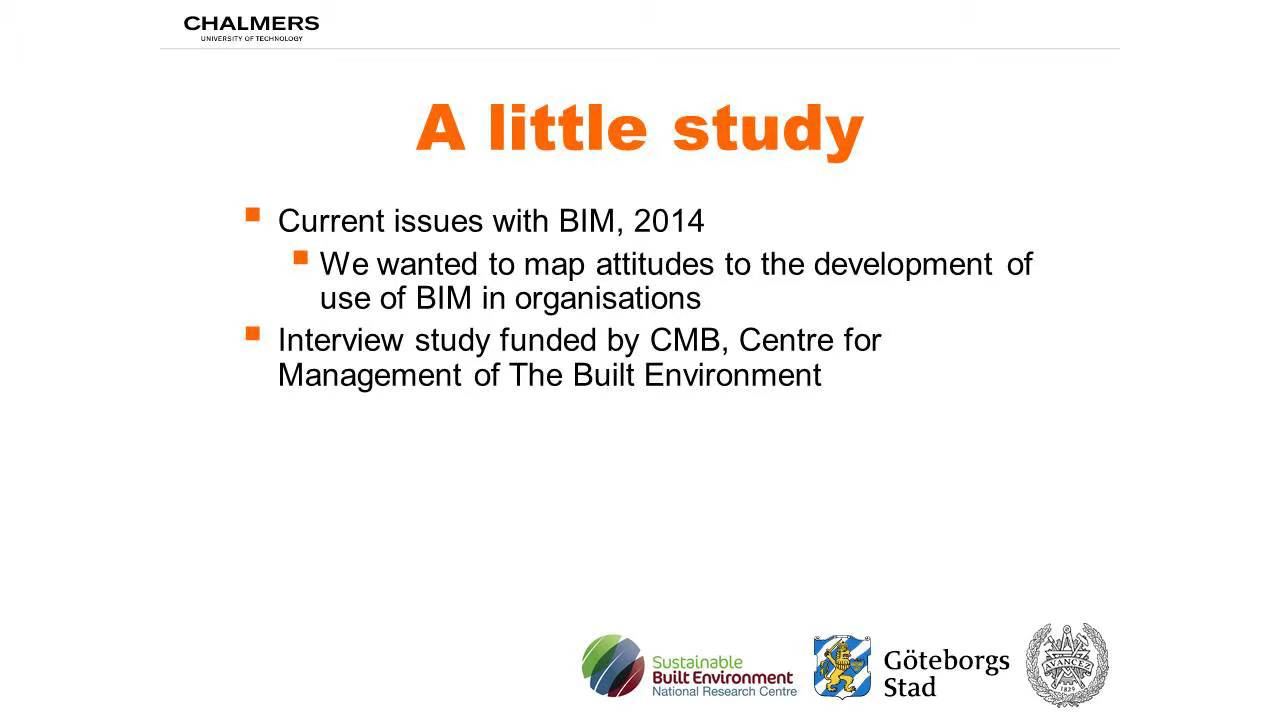 CHALMERS
UNIVERSITY OF TECHNOLOGY
A little study
Current issues with BIM, 2014
We wanted to map attitudes to the development of
use of BIM in organisations
Interview study funded by CMB, Centre for
Management of The Built Environment
Sustainable
Built Environment
National Research Centre
Göteborgs
Stad
AVANCEZ
1829